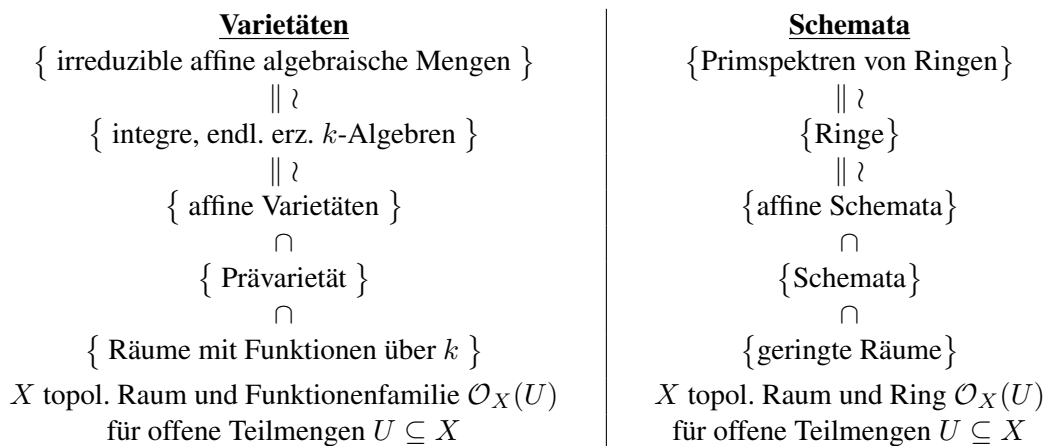 Varietäten Schemata
{ irreduzible affine algebraische Mengen } {Primspektren von Ringen}
∥ ≀ ∥ ≀
{ integre, endl. erz. k-Algebren } {Ringe}
∥ ≀ ∥ ≀
{ affine Varietäten } {affine Schemata}
∩ ∩
{ Prävarietät } {Schemata}
∩ ∩
{ Räume mit Funktionen über k } {geringte Räume}
X topol. Raum und Funktionenfamilie 𝒪_X(U) X topol. Raum und Ring 𝒪_X(U)
für offene Teilmengen U ⊆ X für offene Teilmengen U ⊆ X